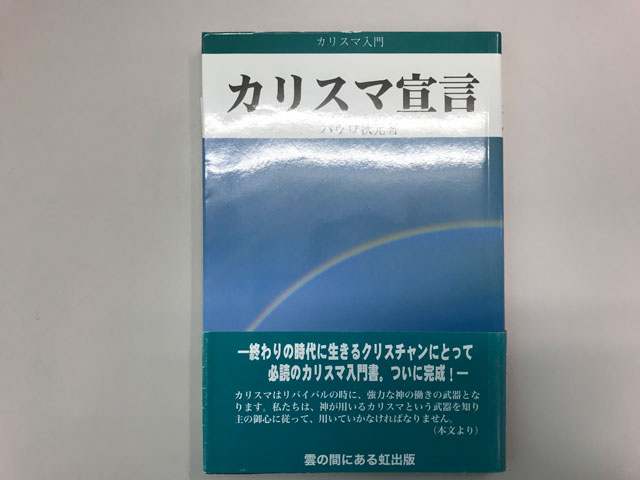 カリスマ入門
カリスマ宣言
パウロ秋元著
―終わりの時代に生きるクリスチャンにとって
必読のカリスマ入門書。ついに完成！―
カリスマはリバイバルの時に、強力な神の働きの武器とな
ります。私たちは、神が用いるカリスマという武器を知り
主の御心に従って、用いていかなければなりません。
（本文より）
雲の間にある虹出版